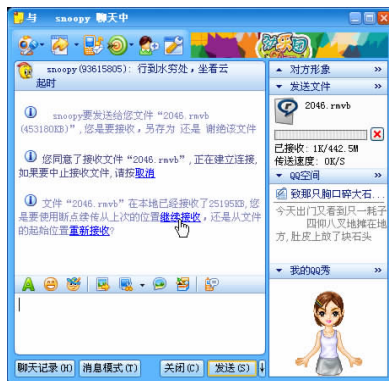 与 snoopy 聊天中
snoopy(93615805): 行到水穷处，坐看云
起时
snoopy要发送给您文件“2046.rmvb”
(453180KB)”，您是要接收，另存为 还是 谢绝该文件
您同意了接收文件“2046.rmvb”，正在建立连接，
如果要中止接收文件，请按取消
文件“2046.rmvb”在本地已经接收了25195KB，您
是要使用断点续传从上次的位置继续接收，还是从文件
的起始位置重新接收？
聊天记录(H) 消息模式(T) 关闭(C) 发送(S)
对方形象
发送文件
2046.rmvb
已接收: 1K/442.5M
传送速度: 0K/S
QQ空间
致那只胸口碎大石...
今天出门又看到只一耗子
四仰八叉地摊在地
方,肚皮上放了块石头
我的QQ秀